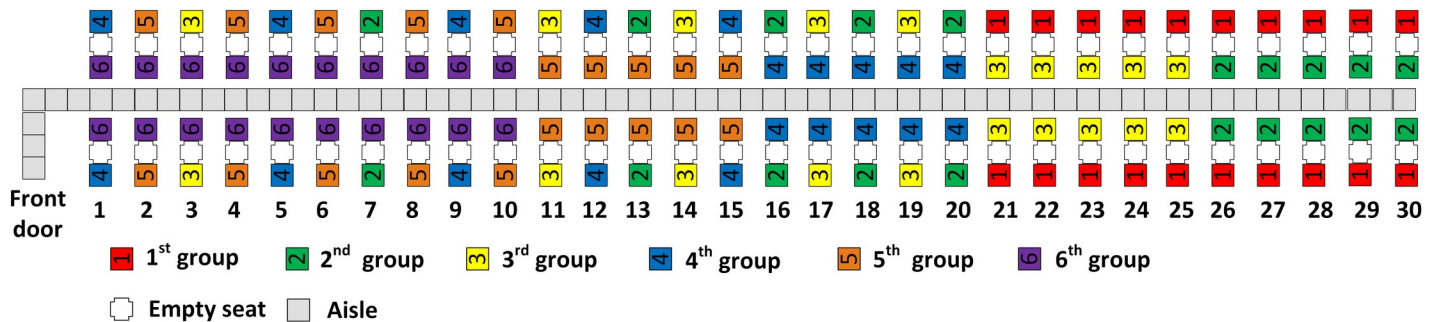 4 5 3 5 4 5 2 5 4 5 3 4 2 3 4 2 3 2 3 2 1 1 1 1 1 1 1 1 1 1
6 6 6 6 6 6 6 6 6 6 5 5 5 5 5 4 4 4 4 4 3 3 3 3 3 2 2 2 2 2
6 6 6 6 6 6 6 6 6 6 5 5 5 5 5 4 4 4 4 4 3 3 3 3 3 2 2 2 2 2
4 5 3 5 4 5 2 5 4 5 3 4 2 3 4 2 3 2 3 2 1 1 1 1 1 1 1 1 1 1
Front
door
1 2 3 4 5 6 7 8 9 10 11 12 13 14 15 16 17 18 19 20 21 22 23 24 25 26 27 28 29 30
1 1st group 2 2nd group 3 3rd group 4 4th group 5 5th group 6 6th group
Empty seat Aisle